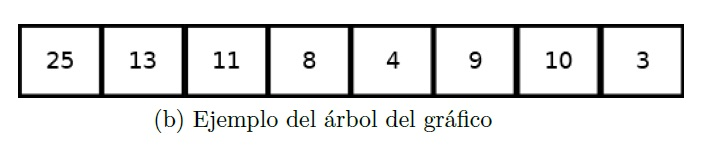 25 13 11 8 4 9 10 3
(b) Ejemplo del árbol del gráfico